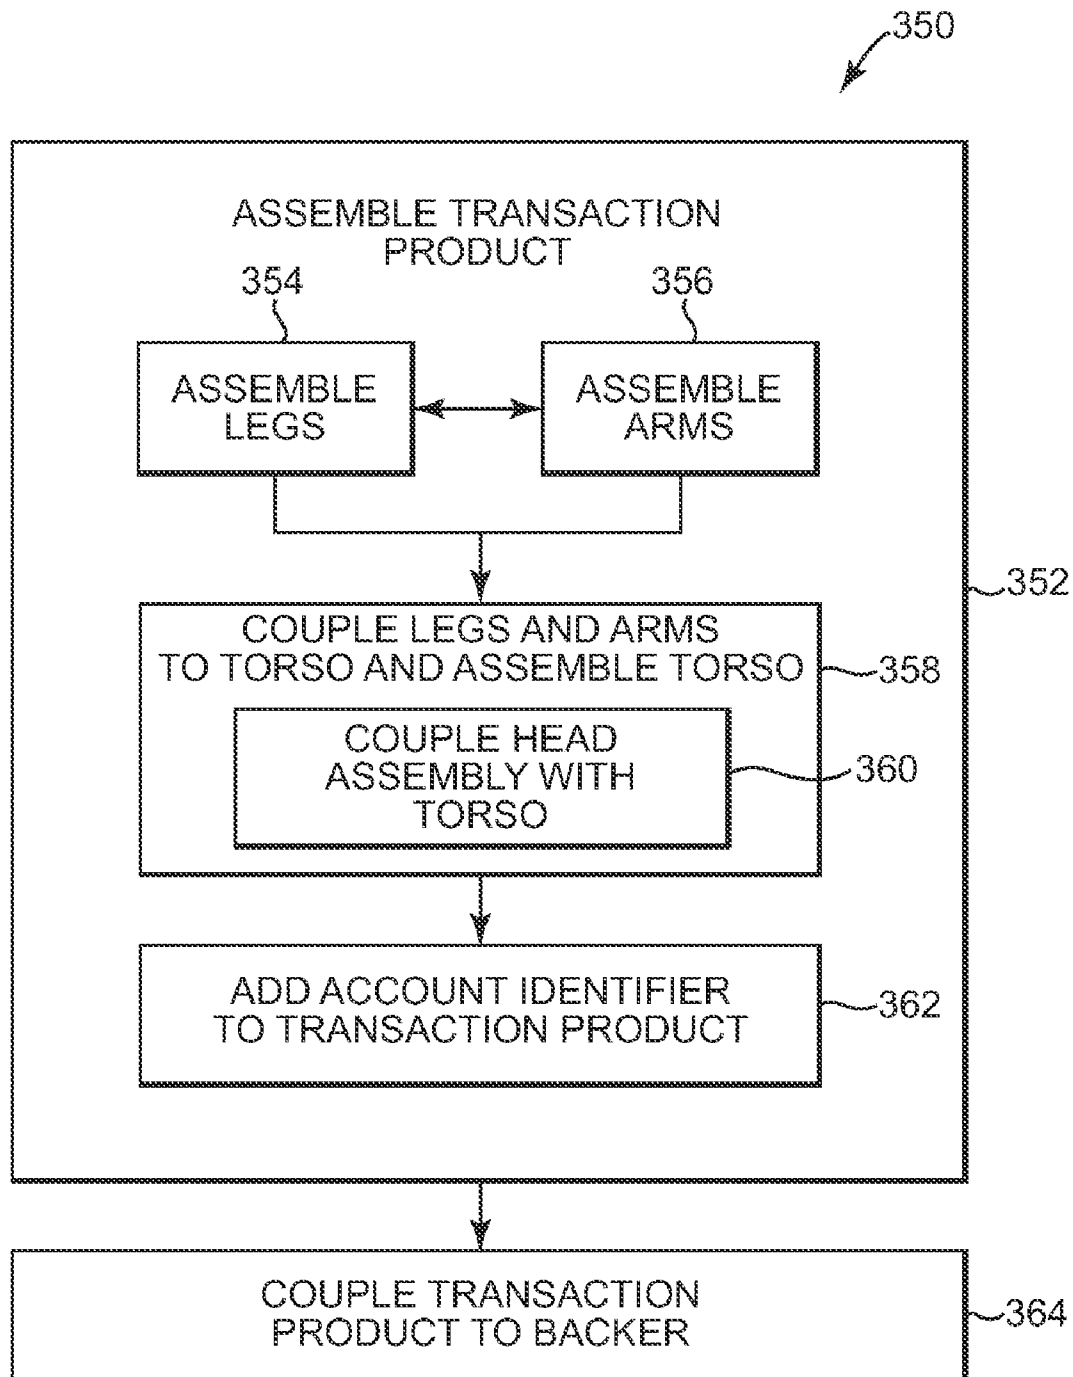 350
ASSEMBLE TRANSACTION
PRODUCT
354
356
ASSEMBLE
LEGS
ASSEMBLE
ARMS
352
COUPLE LEGS AND ARMS
TO TORSO AND ASSEMBLE TORSO
358
COUPLE HEAD
ASSEMBLY WITH
TORSO
360
ADD ACCOUNT IDENTIFIER
TO TRANSACTION PRODUCT
362
COUPLE TRANSACTION
PRODUCT TO BACKER
364